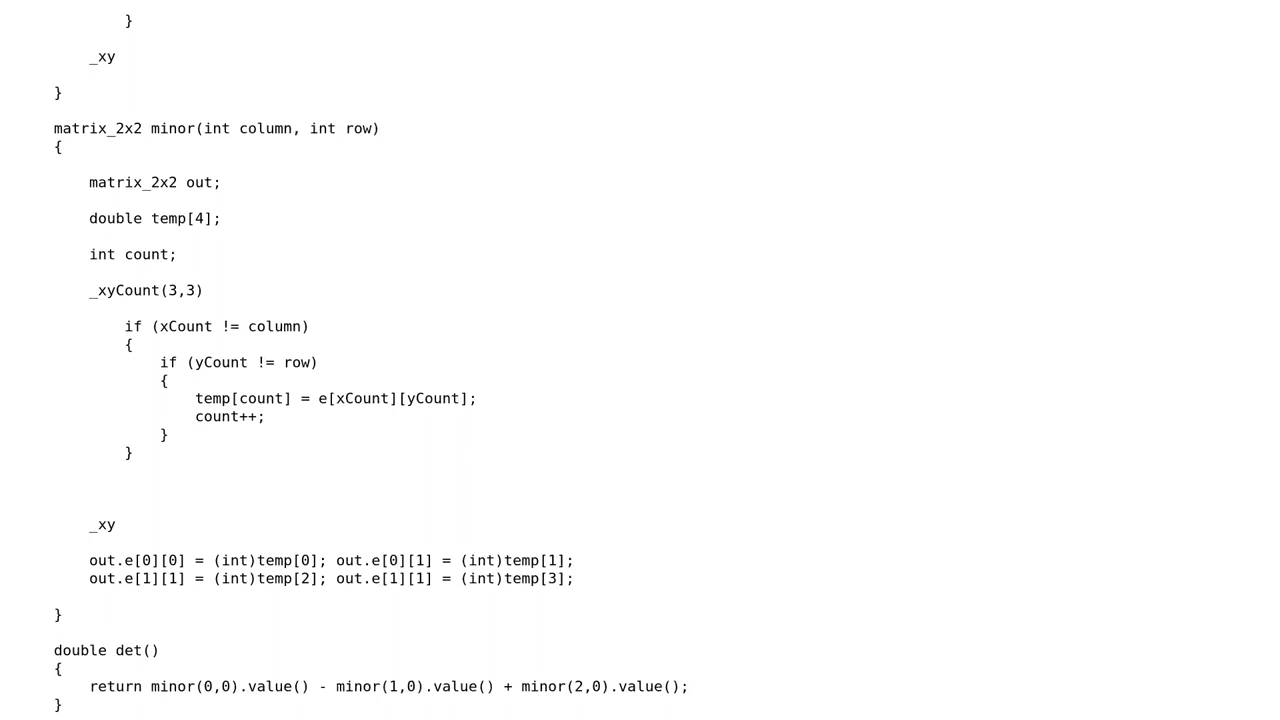 }
_xy
}
matrix_2x2 minor(int column, int row)
{
matrix_2x2 out;
double temp[4];
int count;
_xyCount(3,3)
if (xCount != column)
{
if (yCount != row)
{
temp[count] = e[xCount][yCount];
count++;
}
}
_xy
out.e[0][0] = (int)temp[0]; out.e[0][1] = (int)temp[1];
out.e[1][1] = (int)temp[2]; out.e[1][1] = (int)temp[3];
}
double det()
{
return minor(0,0).value() - minor(1,0).value() + minor(2,0).value();
}